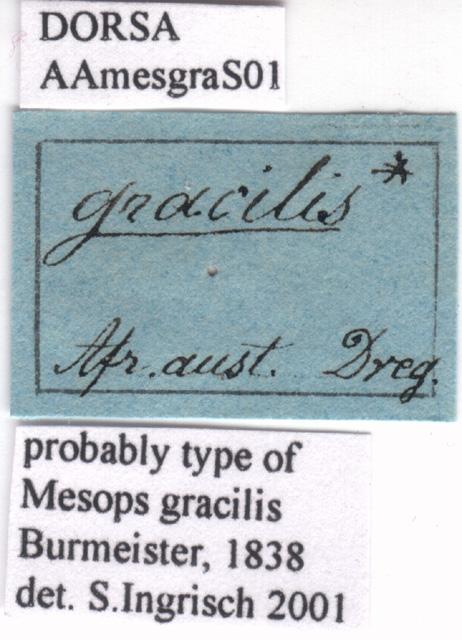 DORSA
AAmesgraS01
gracilis *
Afr. aust. Dreg.
probably type of
Mesops gracilis
Burmeister, 1838
det. S.Ingrisch 2001